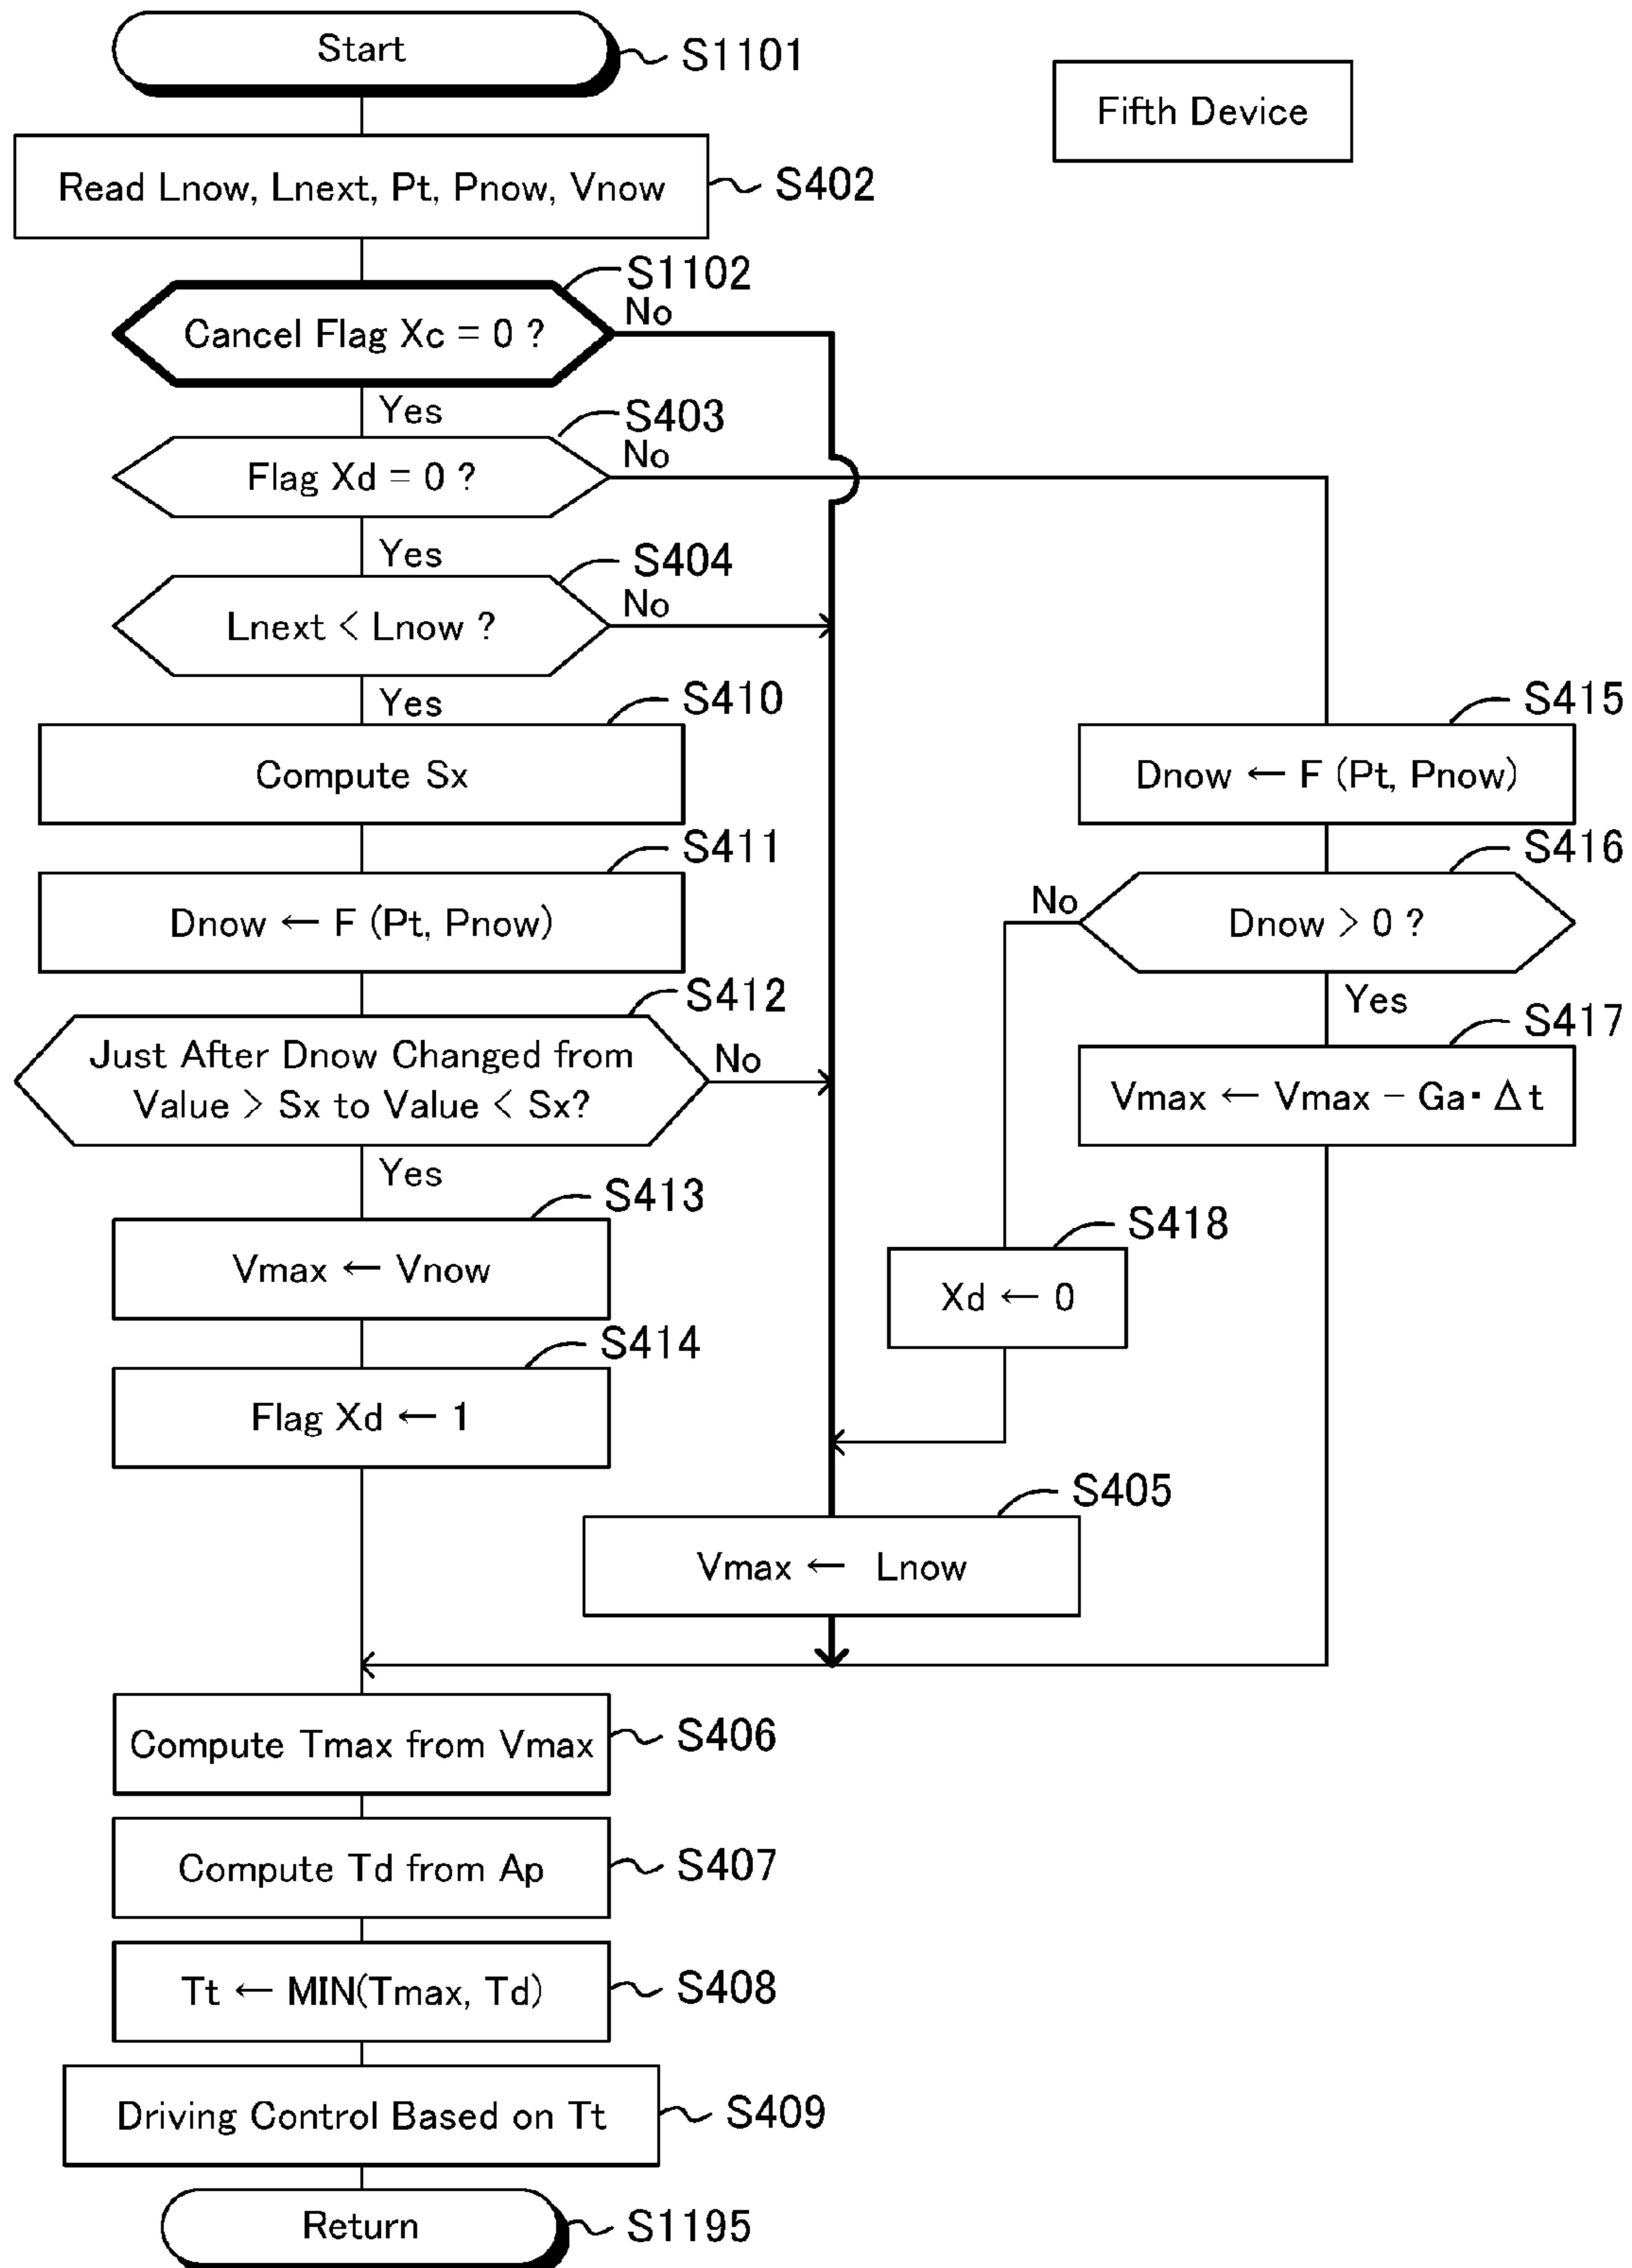 Start
S1101
Fifth Device
Read Lnow, Lnext, Pt, Pnow, Vnow
S402
S1102
Cancel Flag Xc = 0 ?
No
Yes
S403
Flag Xd = 0 ?
No
Yes
S404
Lnext < Lnow ?
No
Yes
S410
Compute Sx
S415
Dnow ← F (Pt, Pnow)
S411
Dnow ← F (Pt, Pnow)
S416
Dnow > 0 ?
No
Yes
S412
Just After Dnow Changed from
Value > Sx to Value < Sx?
No
Yes
S417
Vmax ← Vmax − Ga・Δt
S413
Vmax ← Vnow
S418
Xd ← 0
S414
Flag Xd ← 1
S405
Vmax ← Lnow
Compute Tmax from Vmax
S406
Compute Td from Ap
S407
Tt ← MIN(Tmax, Td)
S408
Driving Control Based on Tt
S409
Return
S1195